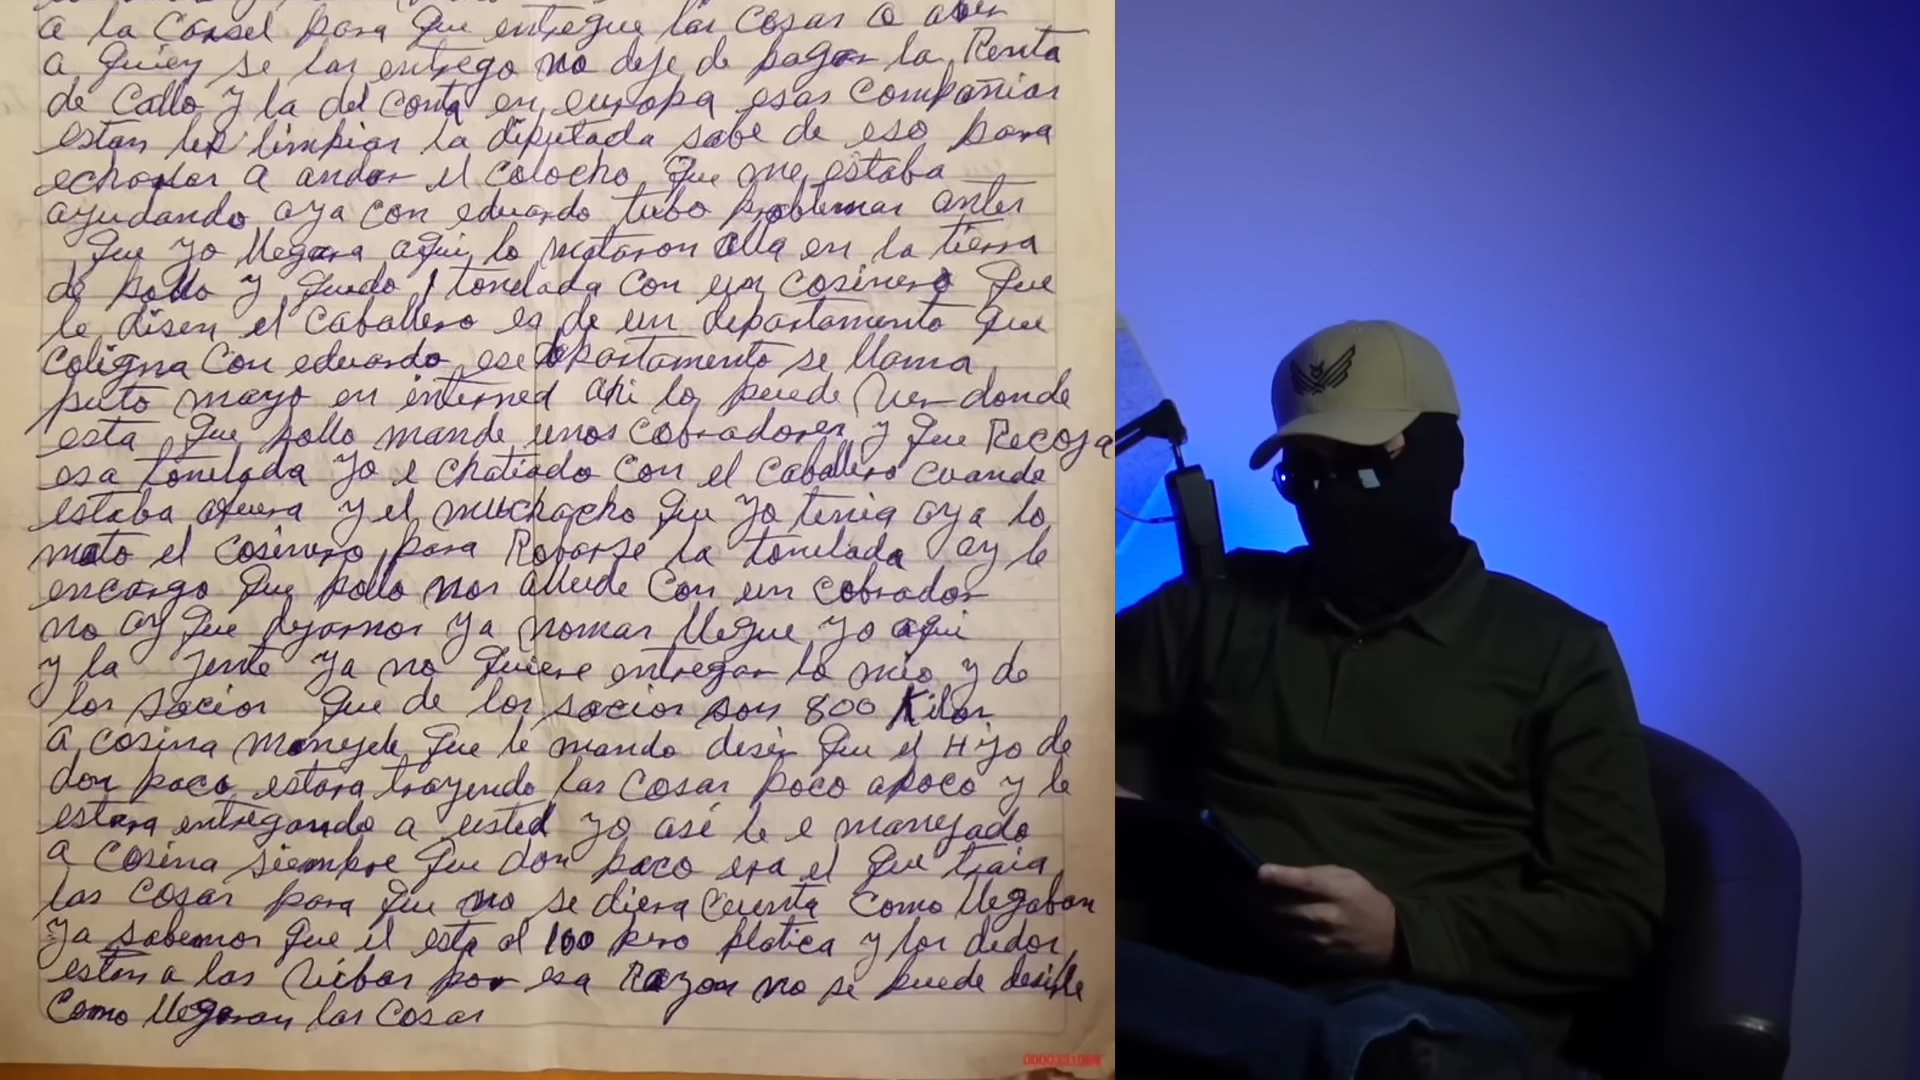 a la Carsel para que entregue las cosas o aber
a quien se las entrego no deje de pagar la Renta
de Callo y la del conta en europa esas compañias
estan limpias la diputada sabe de eso para
echarlas a andar el colocho que me estaba
ayudando aya con eduardo tubo problemas antes
que yo llegara aqui lo mataron alla en la tierra
de pollo y quedo 1 tonelada con un cosinero que
le disen el caballero es de un departamento que
coligna con eduardo ese departamento se llama
puto mayo en interned ahi lo puede ver donde
esta que pollo mande unos cobradores y que Recoja
esa tonelada yo e chatiado con el caballero cuando
estaba afuera y el muchacho que yo tenia aya lo
mato el cosinero para Robarse la tonelada ay le
encargo que pollo nos allude con un cobrador
no ay que dejarnos ya nomas llegue yo aqui
y la jente ya no quiere entregar lo mio y de
los socios que de los socios son 800 Kilos
a cosina manejele que le mando desir que el Hijo de
don paco estara trayendo las cosas poco apoco y le
estara entregando a usted yo asi le e manejado
a cosina siempre que don paco era el que traia
las cosas para que no se diera cuenta como llegaban
ya sabemos que el esta al 100 pero platica y los dedos
estan a las vibas por esa Razon no se puede desirle
como llegaran las cosas